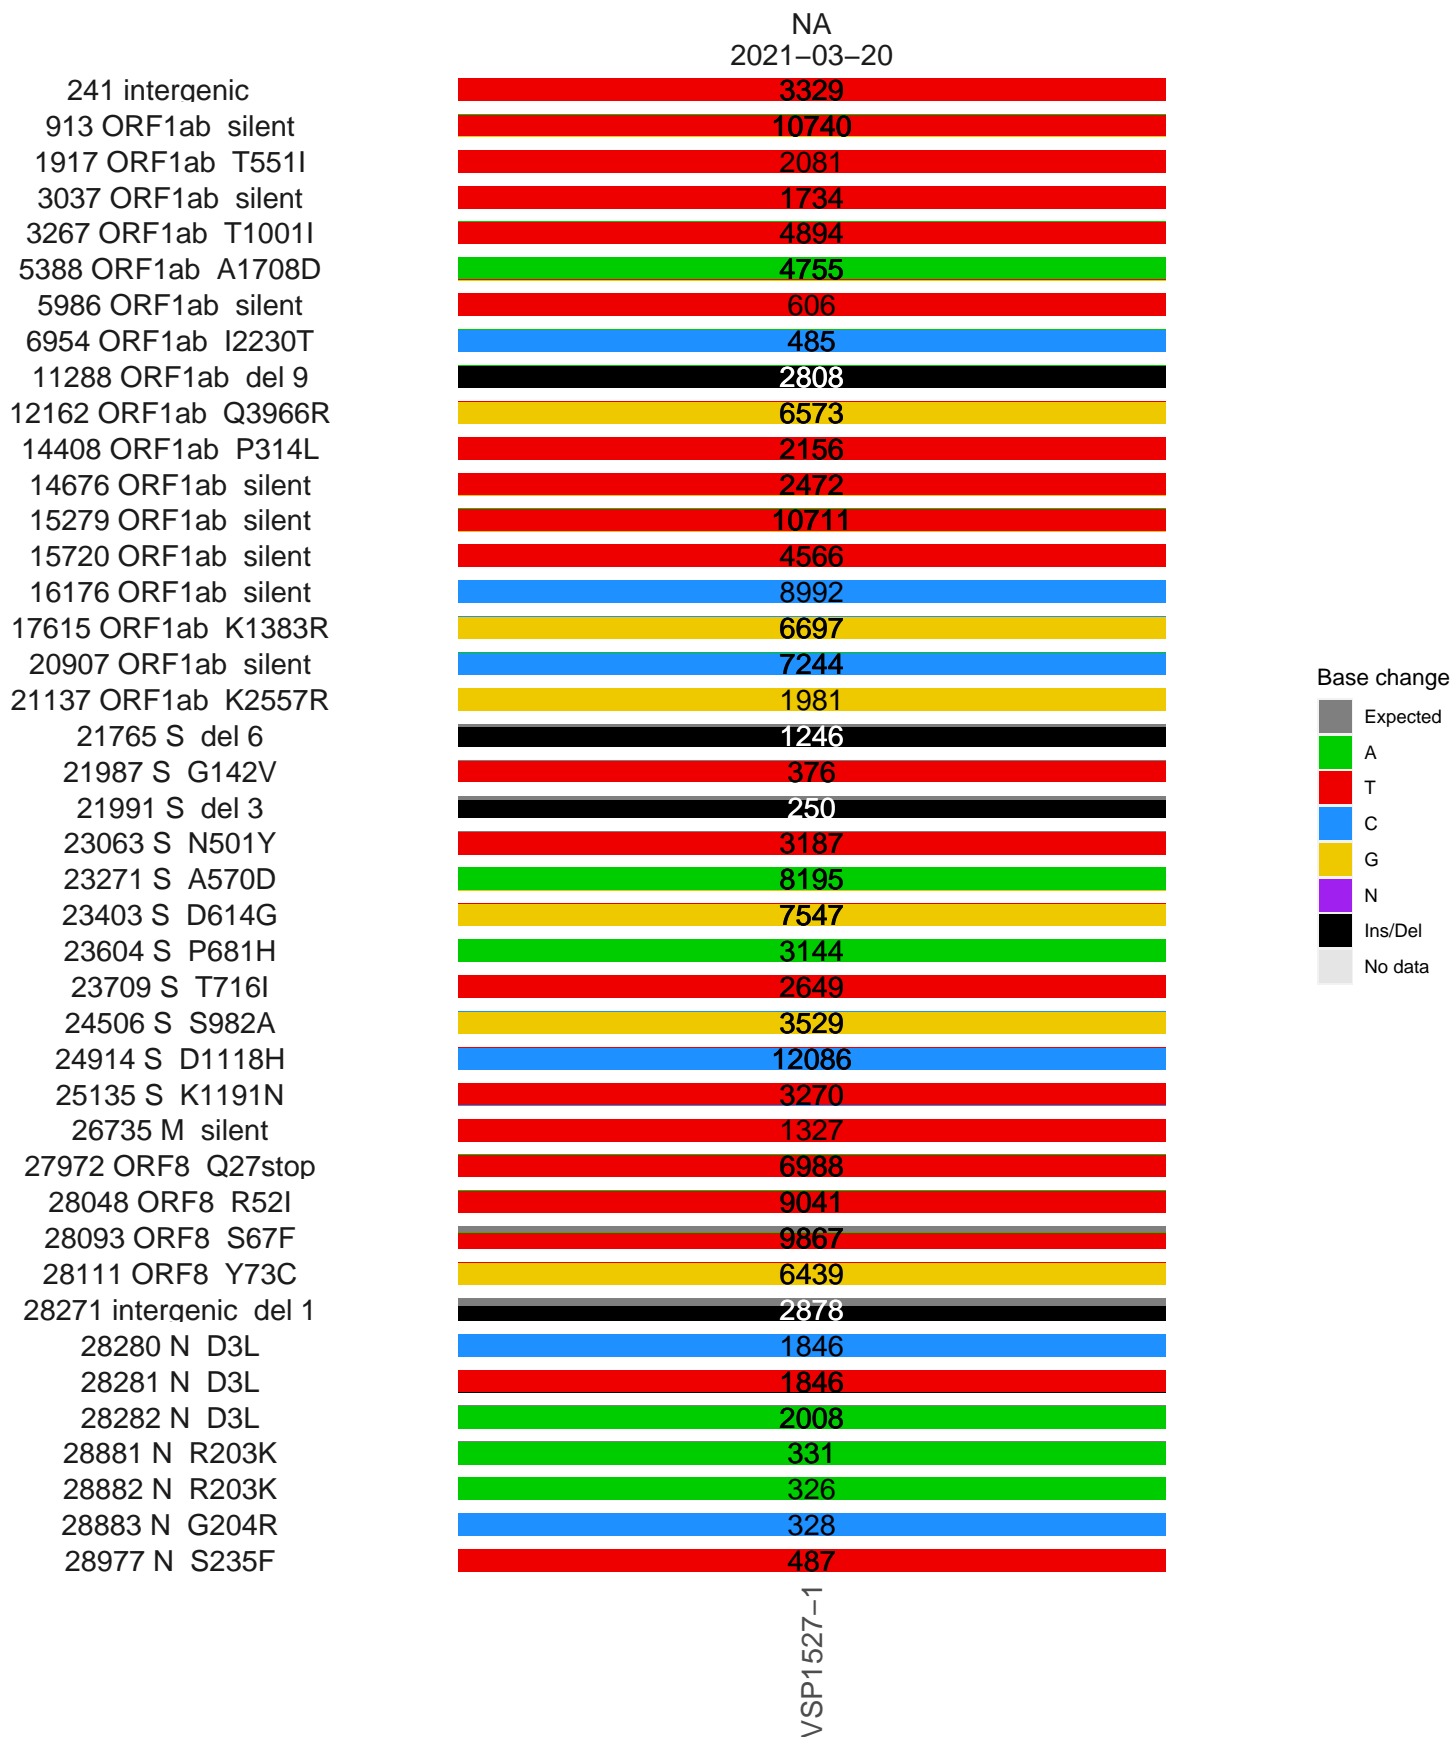 NA
2021−03−20
241 intergenic 3329
913 ORF1ab silent 10740
1917 ORF1ab T551I 2081
3037 ORF1ab silent 1734
3267 ORF1ab T1001I 4894
5388 ORF1ab A1708D 4755
5986 ORF1ab silent 606
6954 ORF1ab I2230T 485
11288 ORF1ab del 9 2808
12162 ORF1ab Q3966R 6573
14408 ORF1ab P314L 2156
14676 ORF1ab silent 2472
15279 ORF1ab silent 10711
15720 ORF1ab silent 4566
16176 ORF1ab silent 8992
17615 ORF1ab K1383R 6697
20907 ORF1ab silent 7244
21137 ORF1ab K2557R 1981
21765 S del 6 1246
21987 S G142V 376
21991 S del 3 250
23063 S N501Y 3187
23271 S A570D 8195
23403 S D614G 7547
23604 S P681H 3144
23709 S T716I 2649
24506 S S982A 3529
24914 S D1118H 12086
25135 S K1191N 3270
26735 M silent 1327
27972 ORF8 Q27stop 6988
28048 ORF8 R52I 9041
28093 ORF8 S67F 9867
28111 ORF8 Y73C 6439
28271 intergenic del 1 2878
28280 N D3L 1846
28281 N D3L 1846
28282 N D3L 2008
28881 N R203K 331
28882 N R203K 326
28883 N G204R 328
28977 N S235F 487
VSP1527−1
Base change
Expected
A
T
C
G
N
Ins/Del
No data